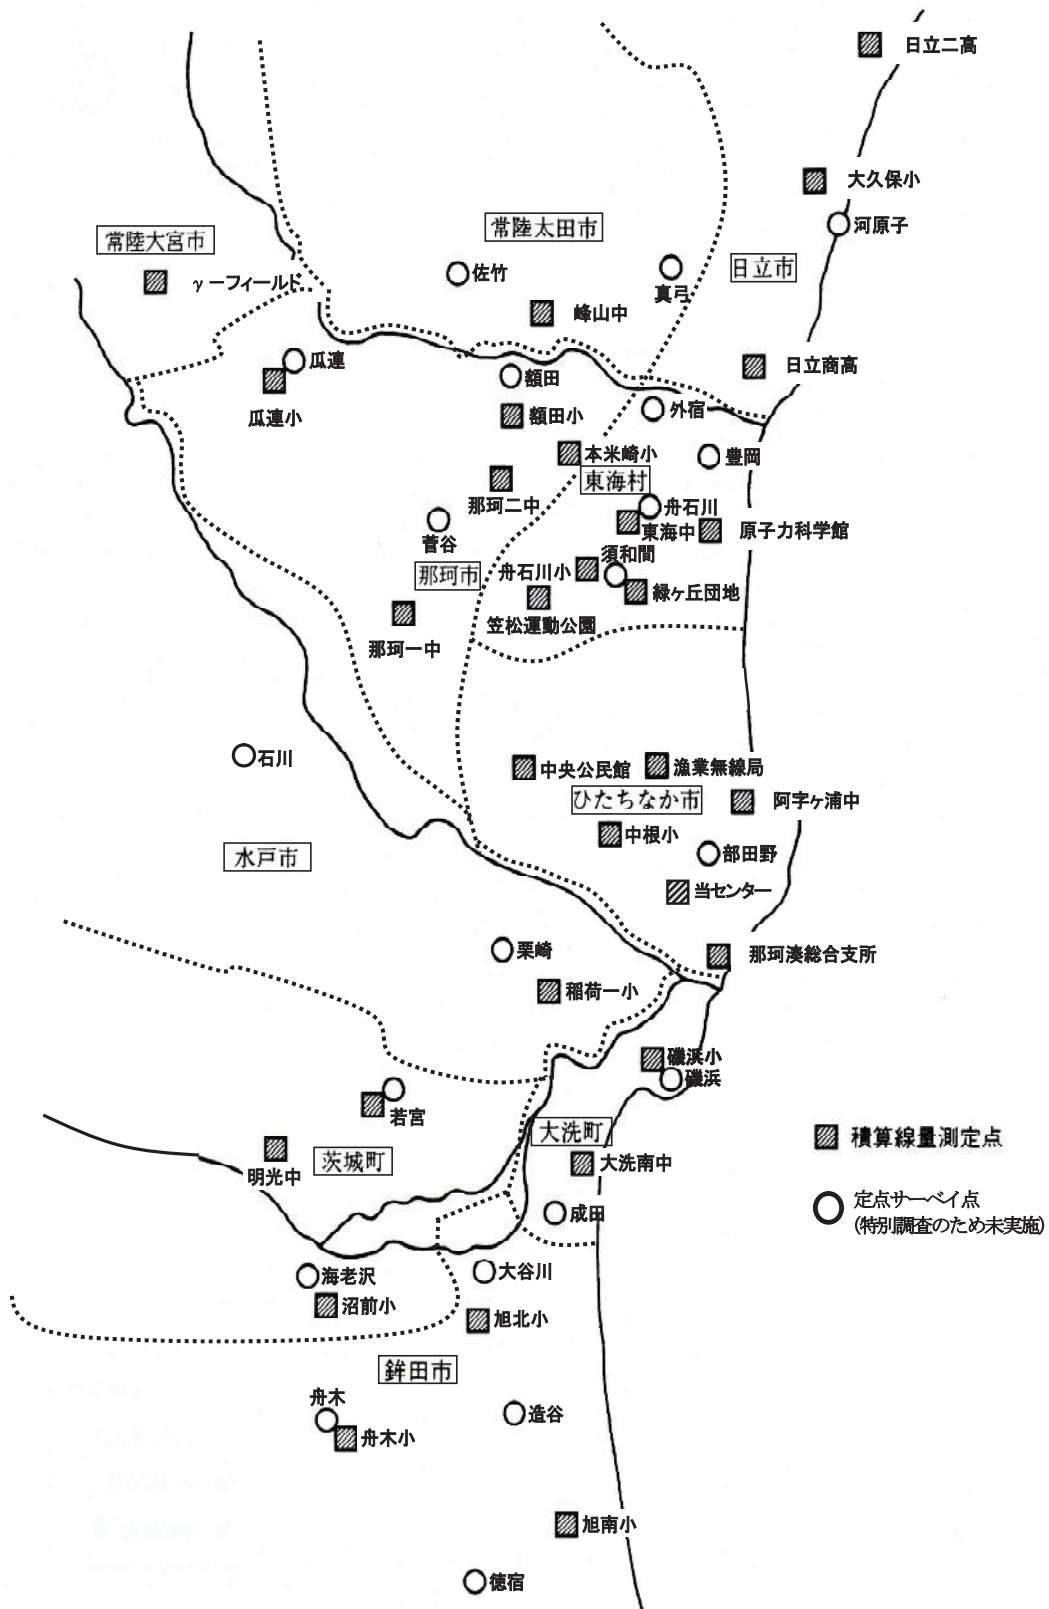 日立二高
大久保小
河原子
常陸太田市
常陸大宮市
日立市
佐竹
真弓
γ－フィールド
峰山中
瓜連
日立商高
額田
瓜連小
額田小
外宿
本米崎小
豊岡
東海村
那珂二中
舟石川
東海中
原子力科学館
菅谷
須和間
舟石川小
那珂市
緑ヶ丘団地
笠松運動公園
那珂一中
石川
中央公民館
漁業無線局
ひたちなか市
阿字ヶ浦中
中根小
水戸市
部田野
当センター
栗崎
那珂湊総合支所
稲荷一小
磯浜小
磯浜
若宮
大洗町
積算線量測定点
茨城町
大洗南中
明光中
定点サーベイ点
(特別調査のため未実施)
成田
海老沢
大谷川
沼前小
旭北小
鉾田市
舟木
造谷
舟木小
旭南小
徳宿